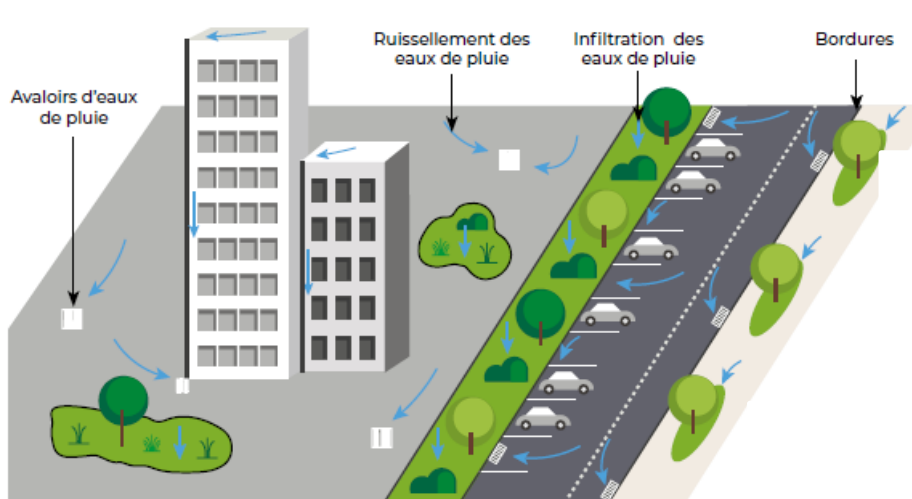 Ruissellement des
eaux de pluie
Infiltration des
eaux de pluie
Bordures
Avaloirs d'eaux
de pluie